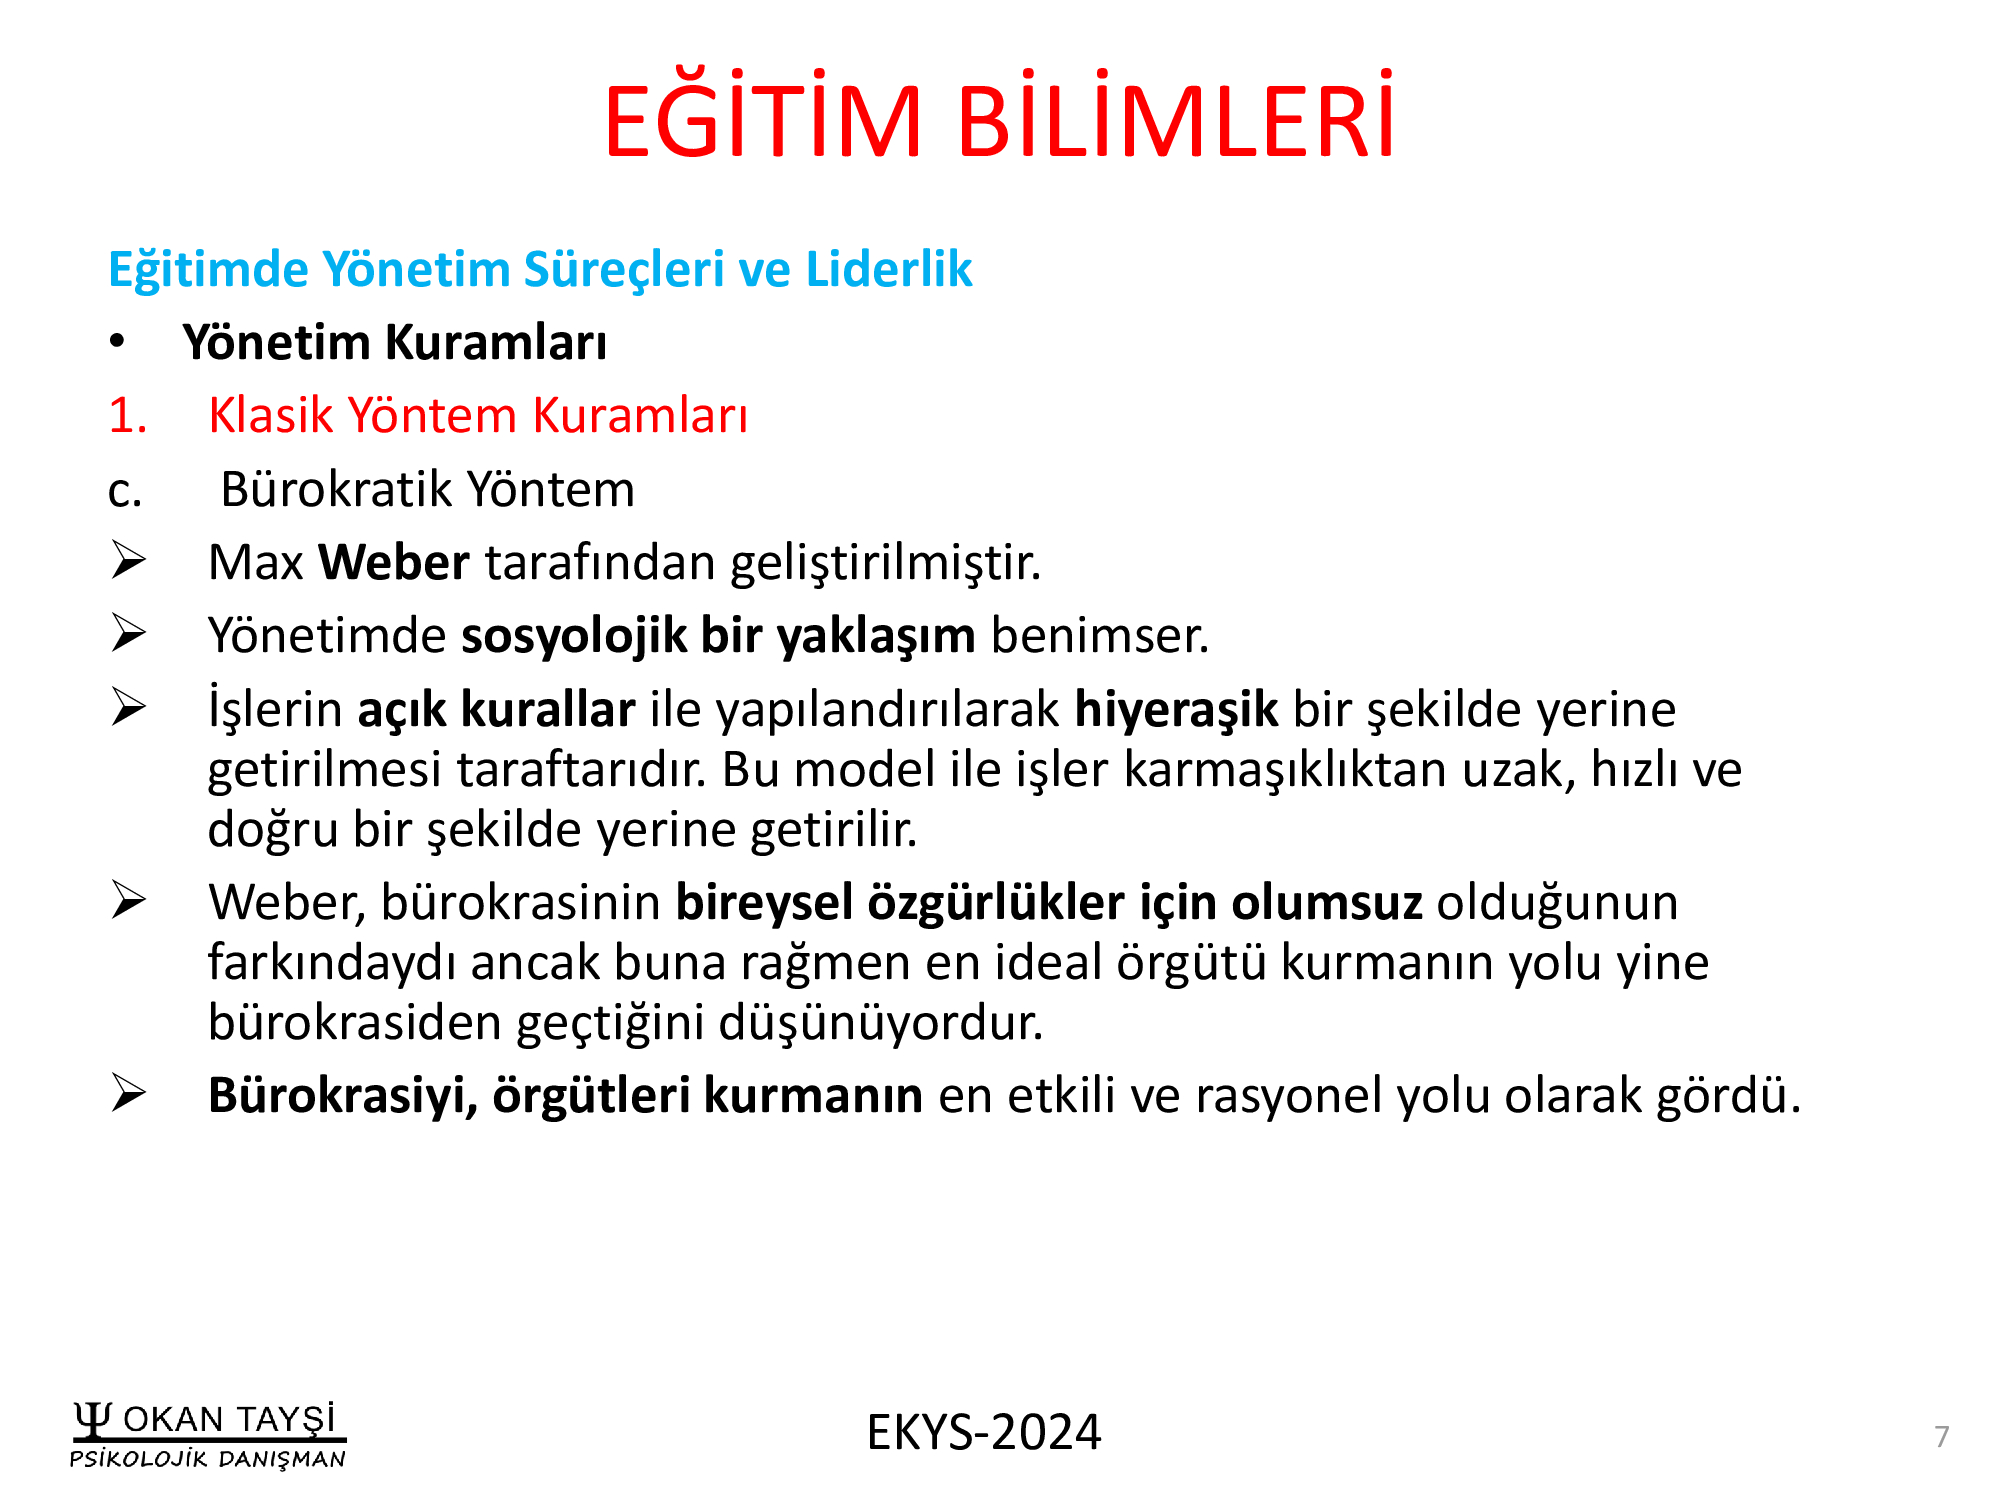 EĞİTİM BİLİMLERİ
Eğitimde Yönetim Süreçleri ve Liderlik
• Yönetim Kuramları
1. Klasik Yöntem Kuramları
c. Bürokratik Yöntem
➢ Max Weber tarafından geliştirilmiştir.
➢ Yönetimde sosyolojik bir yaklaşım benimser.
➢ İşlerin açık kurallar ile yapılandırılarak hiyeraşik bir şekilde yerine
getirilmesi taraftarıdır. Bu model ile işler karmaşıklıktan uzak, hızlı ve
doğru bir şekilde yerine getirilir.
➢ Weber, bürokrasinin bireysel özgürlükler için olumsuz olduğunun
farkındaydı ancak buna rağmen en ideal örgütü kurmanın yolu yine
bürokrasiden geçtiğini düşünüyordur.
➢ Bürokrasiyi, örgütleri kurmanın en etkili ve rasyonel yolu olarak gördü.
Ψ OKAN TAYŞİ
PSİKOLOJİK DANIŞMAN
EKYS-2024
7